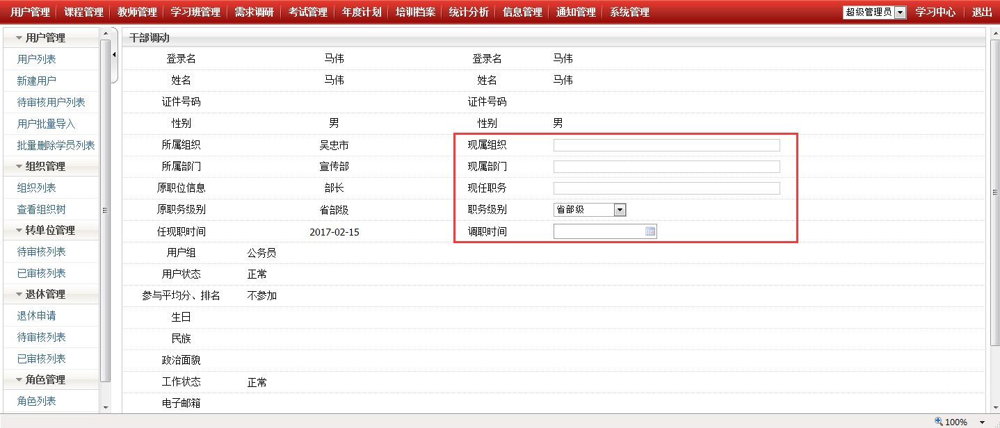 用户管理 课程管理 教师管理 学习班管理 需求调研 考试管理 年度计划 培训档案 统计分析 信息管理 通知管理 系统管理 超级管理员 学习中心 退出
用户管理
用户列表
新建用户
待审核用户列表
用户批量导入
批量删除学员列表
组织管理
组织列表
查看组织树
转单位管理
待审核列表
已审核列表
退休管理
退休申请
待审核列表
已审核列表
角色管理
角色列表
干部调动
登录名 马伟 登录名 马伟
姓名 马伟 姓名 马伟
证件号码 证件号码
性别 男 性别 男
所属组织 吴忠市 现属组织
所属部门 宣传部 现属部门
原职位信息 部长 现任职务
原职务级别 省部级 职务级别 省部级
任现职时间 2017-02-15 调职时间
用户组 公务员
用户状态 正常
参与平均分、排名 不参加
生日
民族
政治面貌
工作状态 正常
电子邮箱
100%